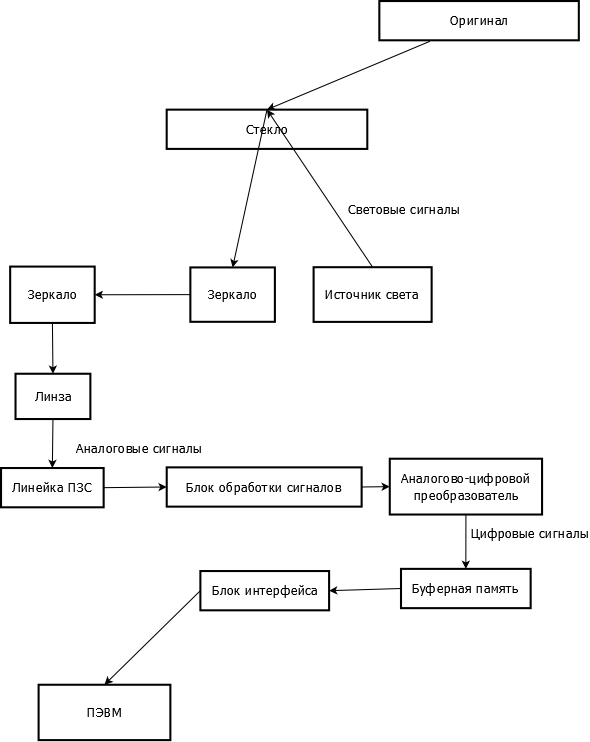 Оригинал
Стекло
Световые сигналы
Зеркало
Зеркало
Источник света
Линза
Аналоговые сигналы
Линейка ПЗС
Блок обработки сигналов
Аналогово-цифровой
преобразователь
Цифровые сигналы
Блок интерфейса
Буферная память
ПЭВМ